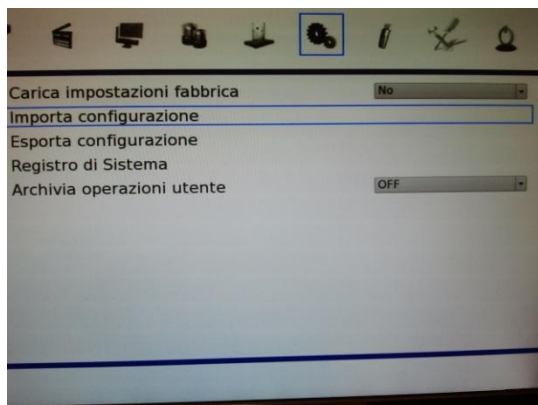 Carica impostazioni fabbrica No
Importa configurazione
Esporta configurazione
Registro di Sistema
Archivia operazioni utente OFF